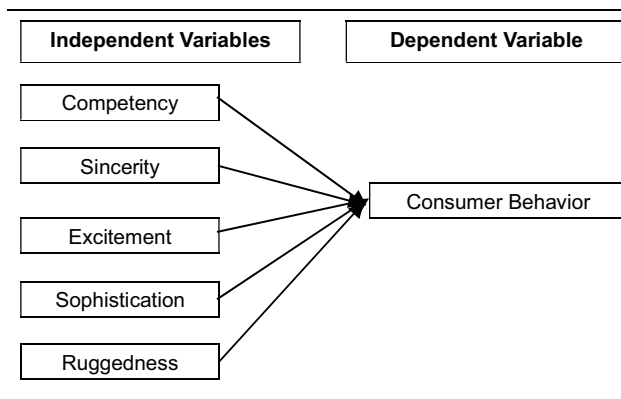 Independent Variables
Dependent Variable
Competency
Sincerity
Consumer Behavior
Excitement
Sophistication
Ruggedness